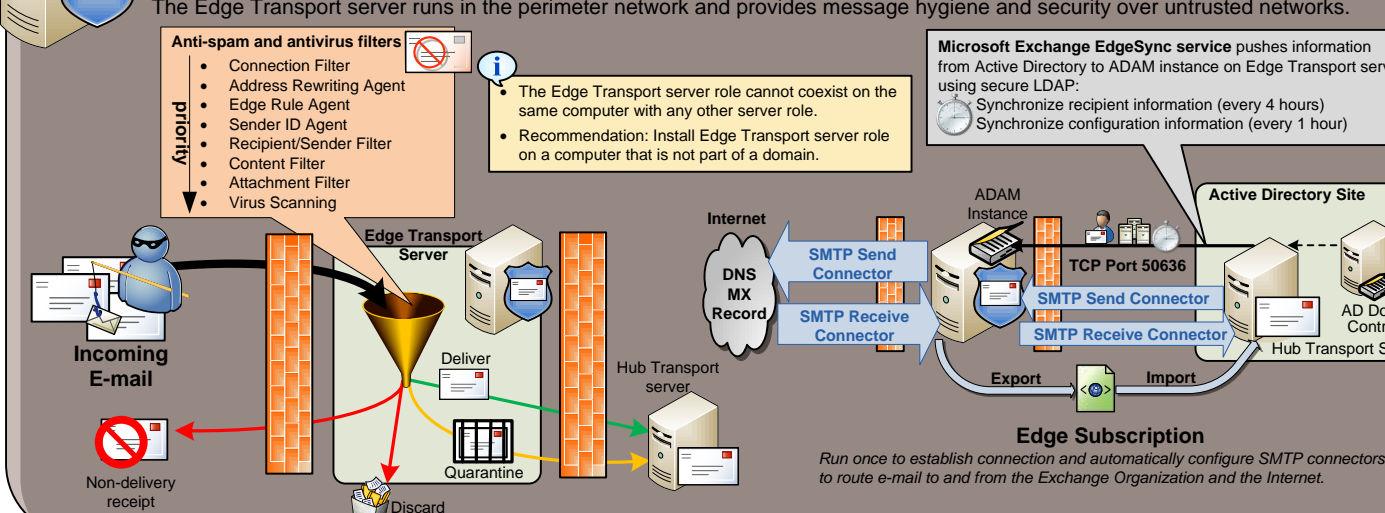 The Edge Transport server runs in the perimeter network and provides message hygiene and security over untrusted networks.
Anti-spam and antivirus filters
priority
• Connection Filter
• Address Rewriting Agent
• Edge Rule Agent
• Sender ID Agent
• Recipient/Sender Filter
• Content Filter
• Attachment Filter
• Virus Scanning
i
• The Edge Transport server role cannot coexist on the
same computer with any other server role.
• Recommendation: Install Edge Transport server role
on a computer that is not part of a domain.
Microsoft Exchange EdgeSync service pushes information
from Active Directory to ADAM instance on Edge Transport
using secure LDAP:
Synchronize recipient information (every 4 hours)
Synchronize configuration information (every 1 hour)
Incoming
E-mail
Edge Transport
Server
Deliver
Quarantine
Discard
Non-delivery
receipt
Hub Transport
server
Internet
DNS
MX
Record
SMTP Send
Connector
SMTP Receive
Connector
ADAM
Instance
TCP Port 50636
SMTP Send Connector
SMTP Receive Connector
Active Directory Site
AD
Hub Transport
Export
Import
Edge Subscription
Run once to establish connection and automatically configure SMTP connectors
to route e-mail to and from the Exchange Organization and the Internet.